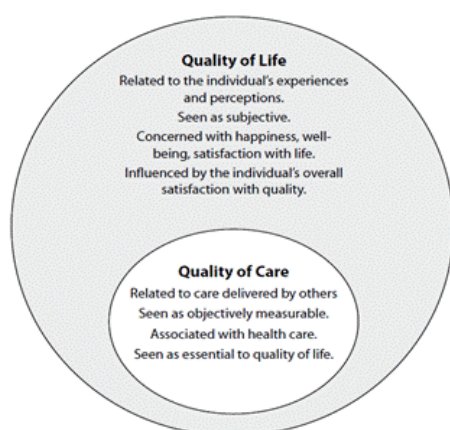 Quality of Life
Related to the individual's experiences
and perceptions.
Seen as subjective.
Concerned with happiness, well-
being, satisfaction with life.
Influenced by the individual's overall
satisfaction with quality.
Quality of Care
Related to care delivered by others
Seen as objectively measurable.
Associated with health care.
Seen as essential to quality of life.